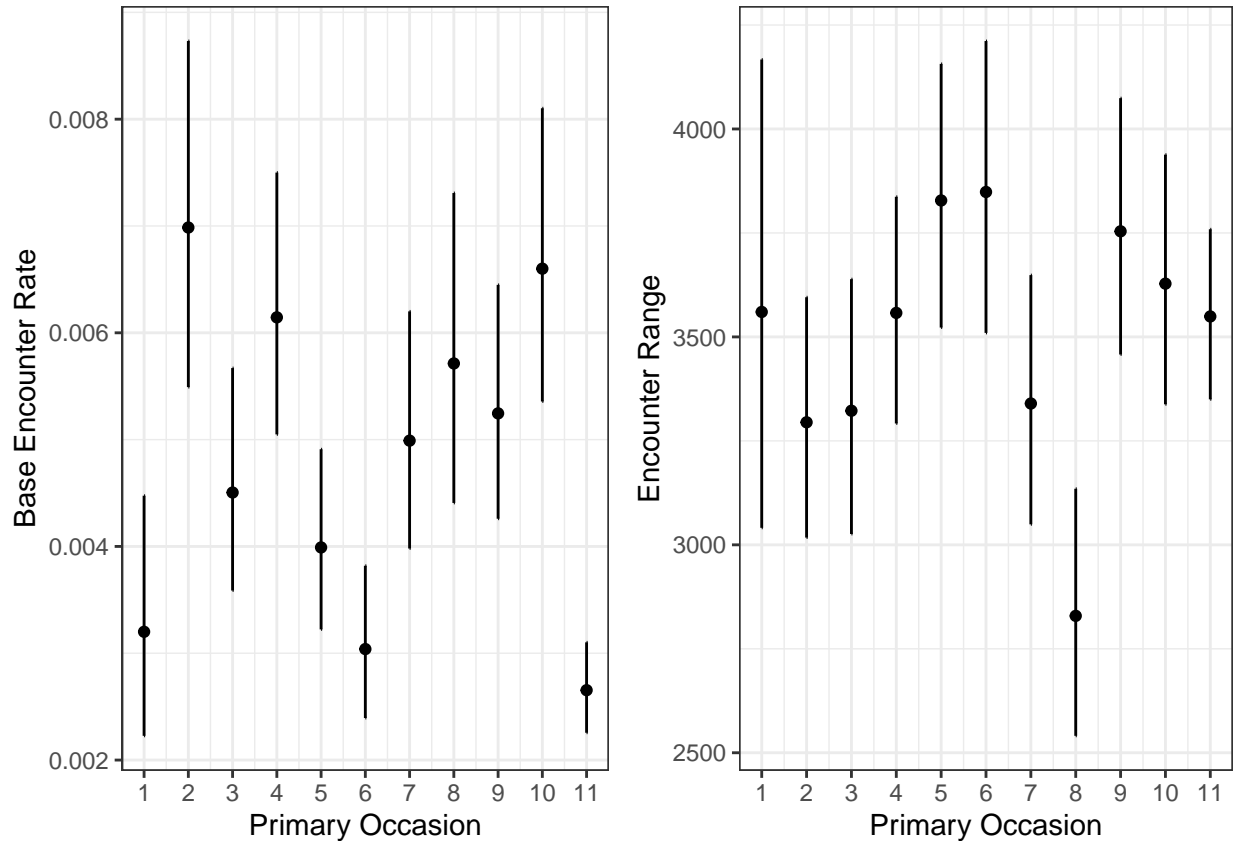 Base Encounter Rate
0.008
0.006
0.004
0.002
1 2 3 4 5 6 7 8 9 10 11
Primary Occasion
Encounter Range
4000
3500
3000
2500
1 2 3 4 5 6 7 8 9 10 11
Primary Occasion